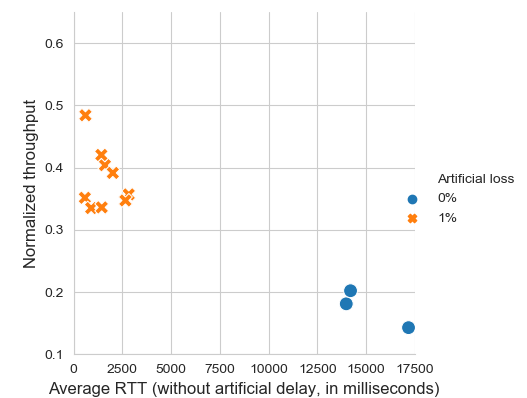 0.6
0.5
0.4
0.3
0.2
0.1
Normalized throughput
0 2500 5000 7500 10000 12500 15000 17500
Average RTT (without artificial delay, in milliseconds)
Artificial loss
0%
1%